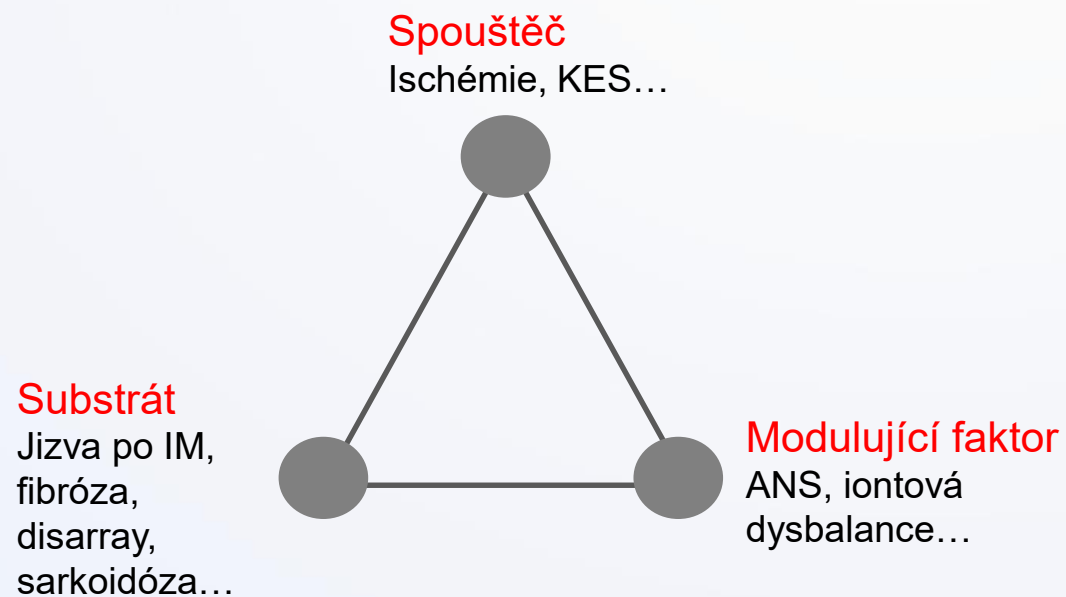 Spouštěč
Ischémie, KES…
Substrát
Jizva po IM,
fibróza,
disarray,
sarkoidóza…
Modulující faktor
ANS, iontová
dysbalance…